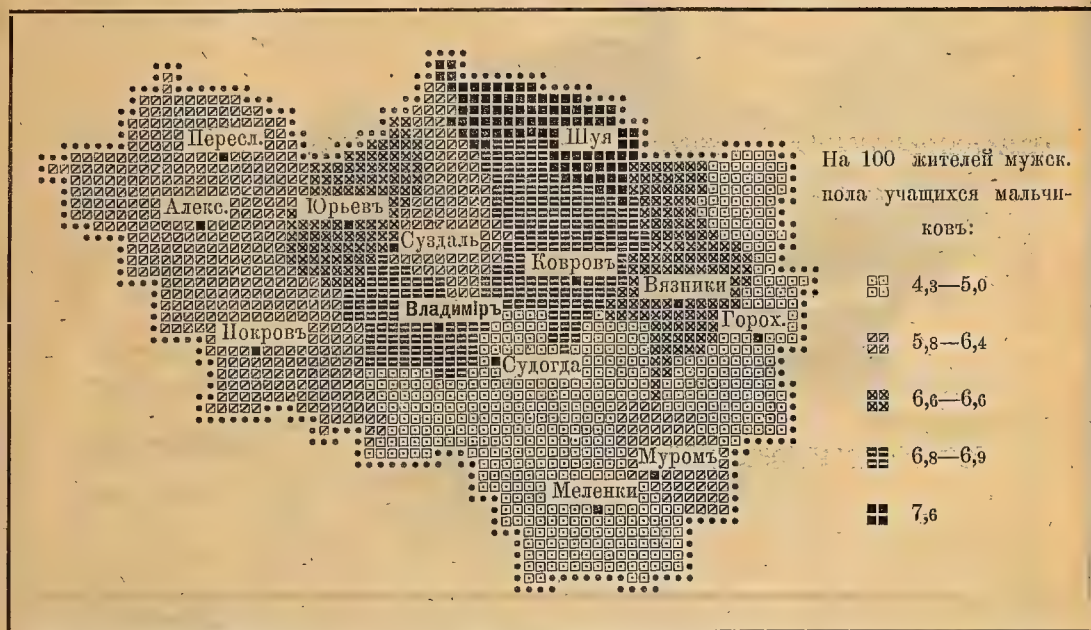 Пересл.
Шуя
На 100 жителей мужск.
пола учащихся мальчи-
ковъ:
Алекс.
Юрьевъ
Суздаль
Ковровъ
Вязники
4,3—5,0
Владиміръ
Горох.
Покровъ
5,8—6,4
Судогда
6,6—6,6
Муромъ
6,8—6,9
Меленки
7,6